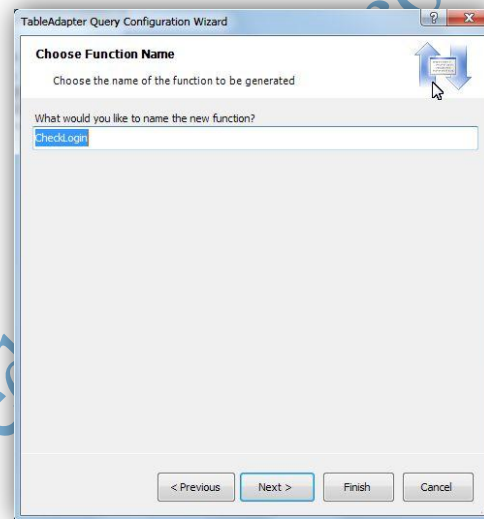 TableAdapter Query Configuration Wizard
Choose Function Name
Choose the name of the function to be generated
What would you like to name the new function?
CheckLogin
< Previous
Next >
Finish
Cancel